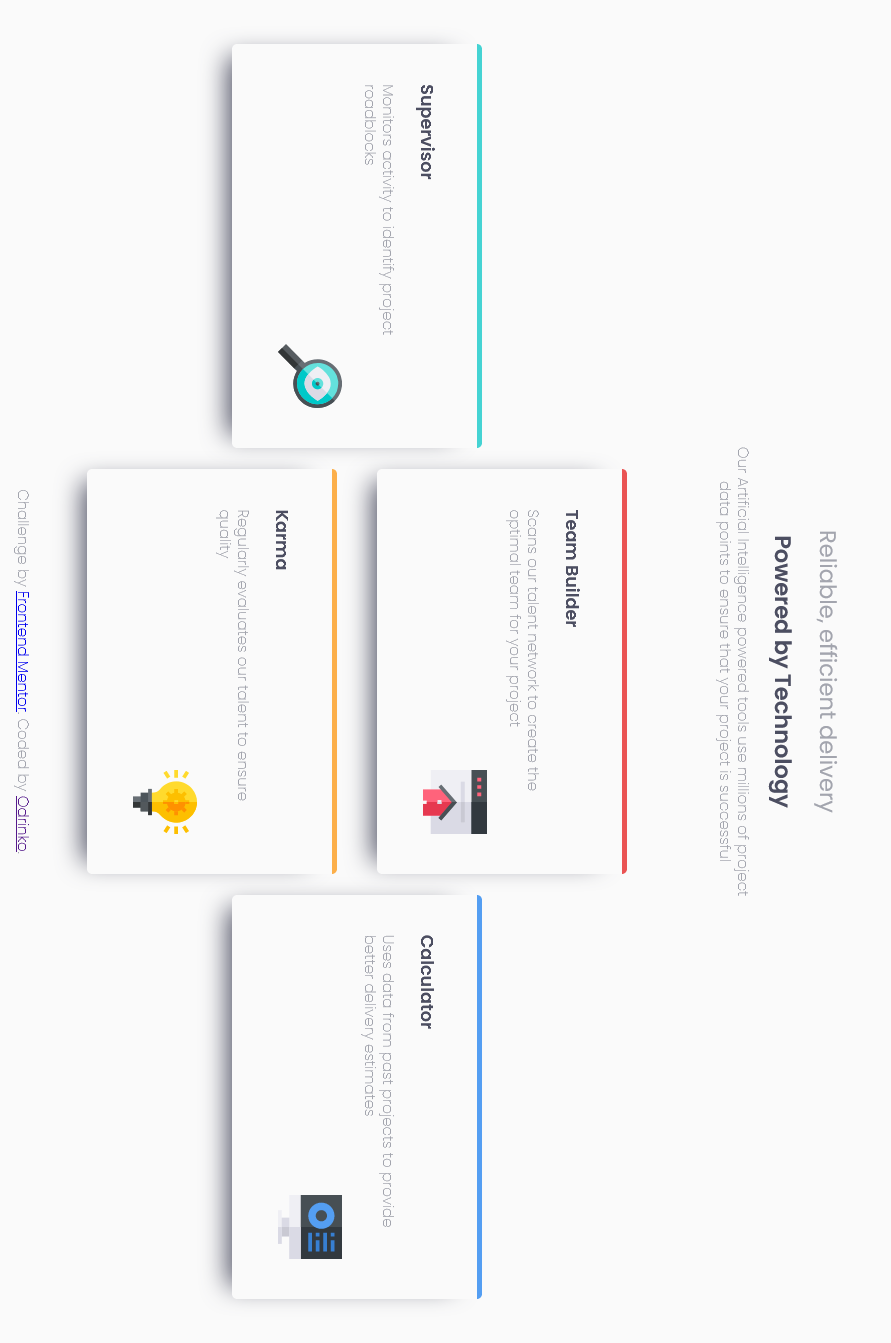 Reliable, efficient delivery
Powered by Technology
Our Artificial Intelligence powered tools use millions of project
data points to ensure that your project is successful
Supervisor
Monitors activity to identify project
roadblocks
Team Builder
Scans our talent network to create the
optimal team for your project
Karma
Regularly evaluates our talent to ensure
quality
Calculator
Uses data from past projects to provide
better delivery estimates
Challenge by Frontend Mentor. Coded by Odrinko.